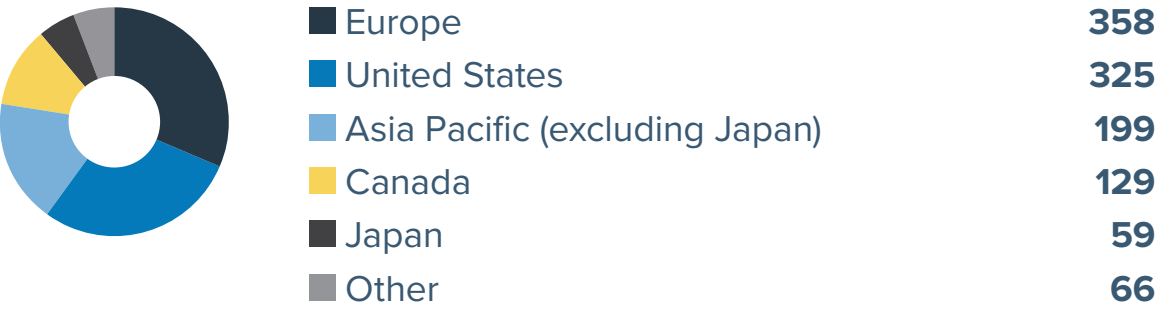 Europe 358
United States 325
Asia Pacific (excluding Japan) 199
Canada 129
Japan 59
Other 66